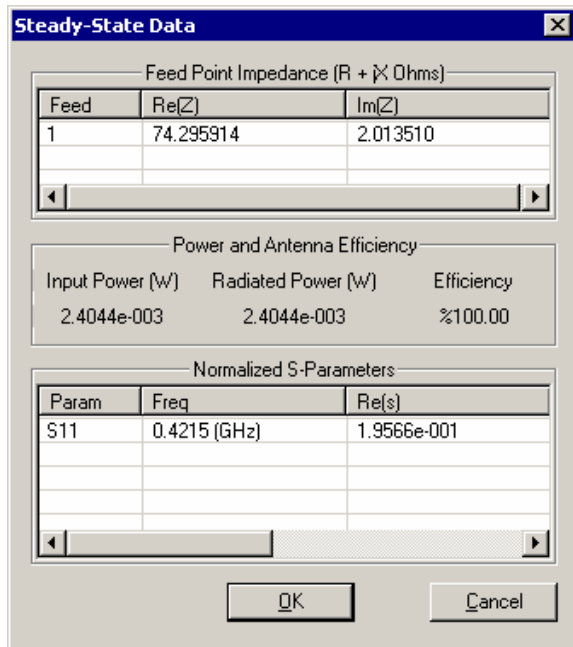 Steady-State Data
Feed Point Impedance (R + jX Ohms)
Feed Re(Z) Im(Z)
1 74.295914 2.013510
Power and Antenna Efficiency
Input Power (W) Radiated Power (W) Efficiency
2.4044e-003 2.4044e-003 %100.00
Normalized S-Parameters
Param Freq Re(s)
S11 0.4215 (GHz) 1.9566e-001
OK Cancel